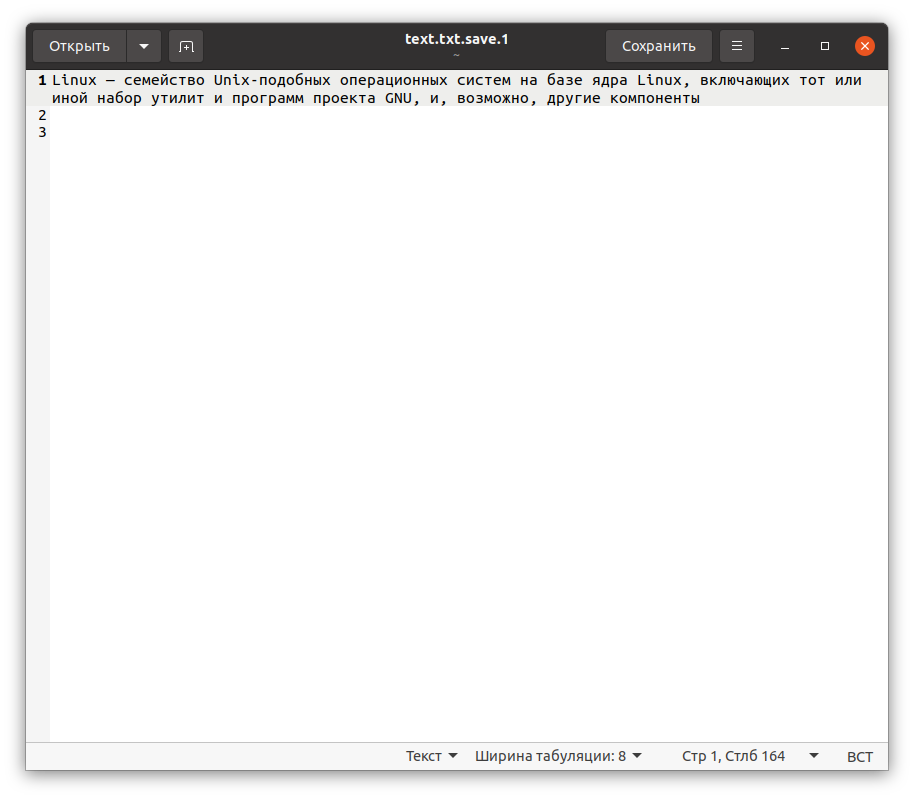 Открыть
text.txt.save.1
~
Сохранить
1 Linux — семейство Unix-подобных операционных систем на базе ядра Linux, включающих тот или
иной набор утилит и программ проекта GNU, и, возможно, другие компоненты
2
3
Текст Ширина табуляции: 8 Стр 1, Стлб 164 ВСТ